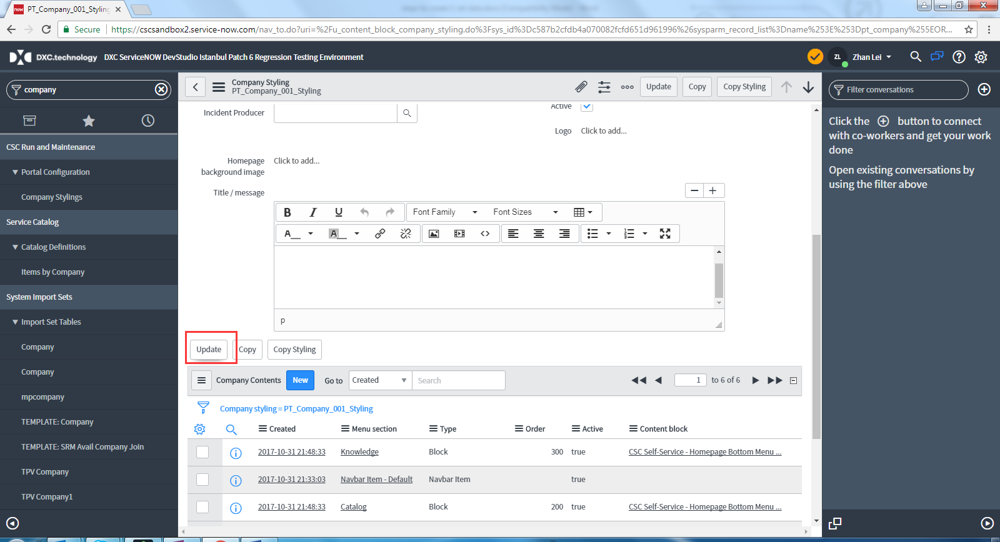 now PT_Company_001_Styling
Secure https://cscsandbox2.service-now.com/nav_to.do?uri=%2Fu_content_block_company_styling.do%3Fsys_id%3Dc587b2cfdb4a070082fcfd651d961996%26sysparm_record_list%3Dname%253E%253Dpt_company%255EOR...
DXC.technology DXC ServiceNOW DevStudio Istanbul Patch 6 Regression Testing Environment
ZL Zhan Lei
company
CSC Run and Maintenance
Portal Configuration
Company Stylings
Service Catalog
Catalog Definitions
Items by Company
System Import Sets
Import Set Tables
Company
Company
mpcompany
TEMPLATE: Company
TEMPLATE: SRM Avail Company Join
TPV Company
TPV Company1
Company Styling
PT_Company_001_Styling
Update Copy Copy Styling
Incident Producer
Active
Logo Click to add...
Homepage background image Click to add...
Title / message
B I U Font Family Font Sizes
A A
p
Update Copy Copy Styling
Company Contents New Go to Created Search 1 to 6 of 6
Company styling = PT_Company_001_Styling
Created Menu section Type Order Active Content block
2017-10-31 21:48:33 Knowledge Block 300 true CSC Self-Service - Homepage Bottom Menu ...
2017-10-31 21:33:03 Navbar Item - Default Navbar Item true
2017-10-31 21:48:33 Catalog Block 200 true CSC Self-Service - Homepage Bottom Menu ...
Filter conversations
Click the button to connect
with co-workers and get your work
done
Open existing conversations by
using the filter above